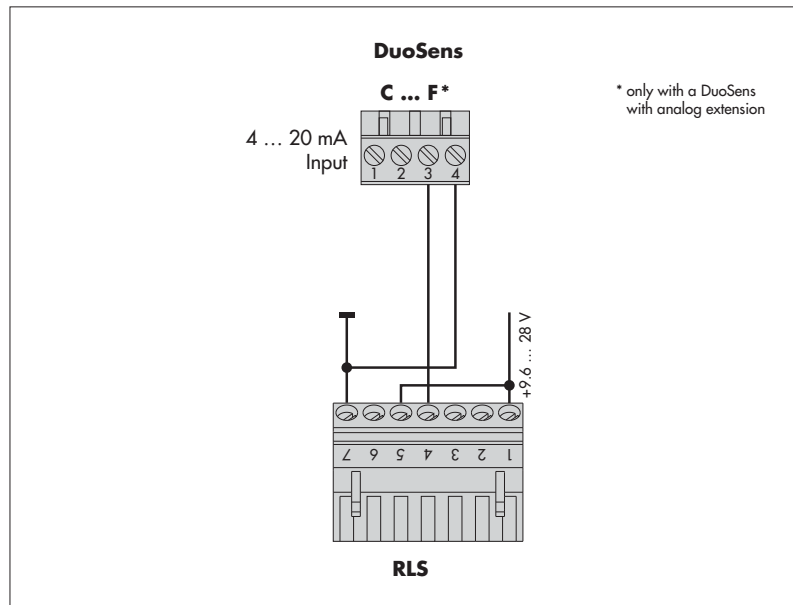 DuoSens
C ... F*
* only with a DuoSens
with analog extension
4 ... 20 mA
Input
1 2 3 4
+9.6 ... 28 V
7 6 5 4 3 2 1
RLS